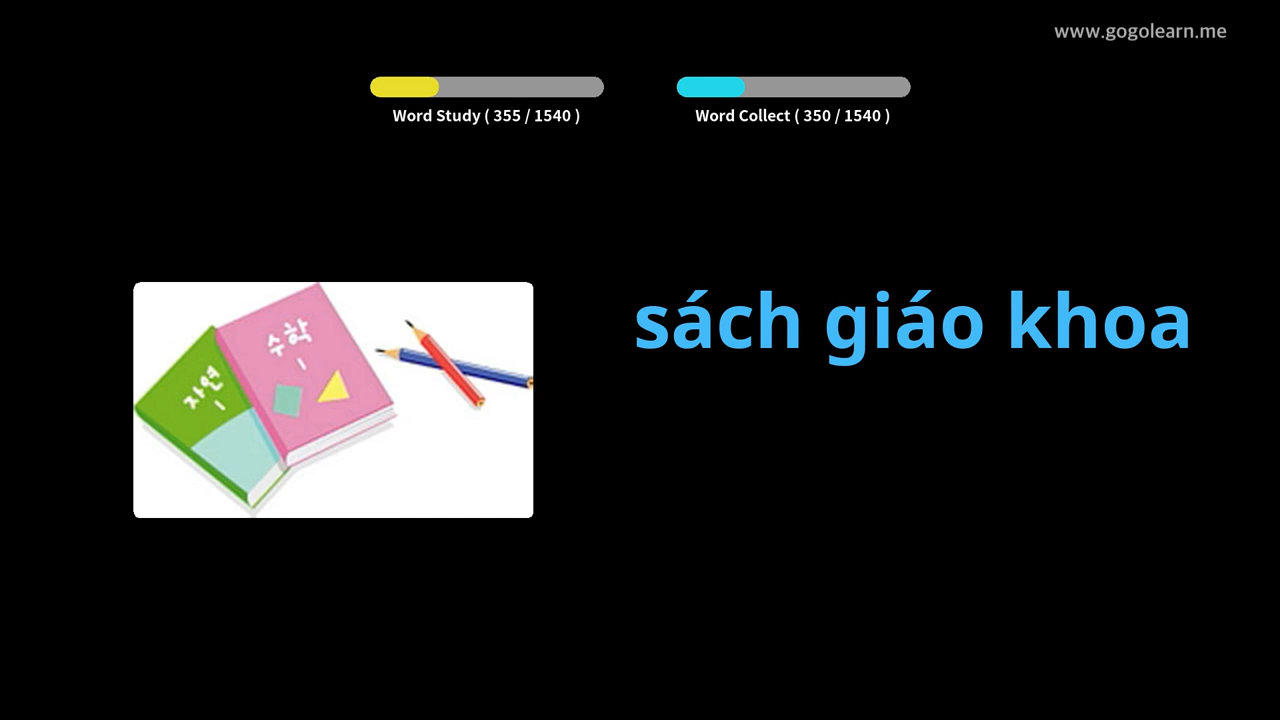 www.gogolearn.me
Word Study ( 355 / 1540 )
Word Collect ( 350 / 1540 )
sách giáo khoa
수학
1
자연
1